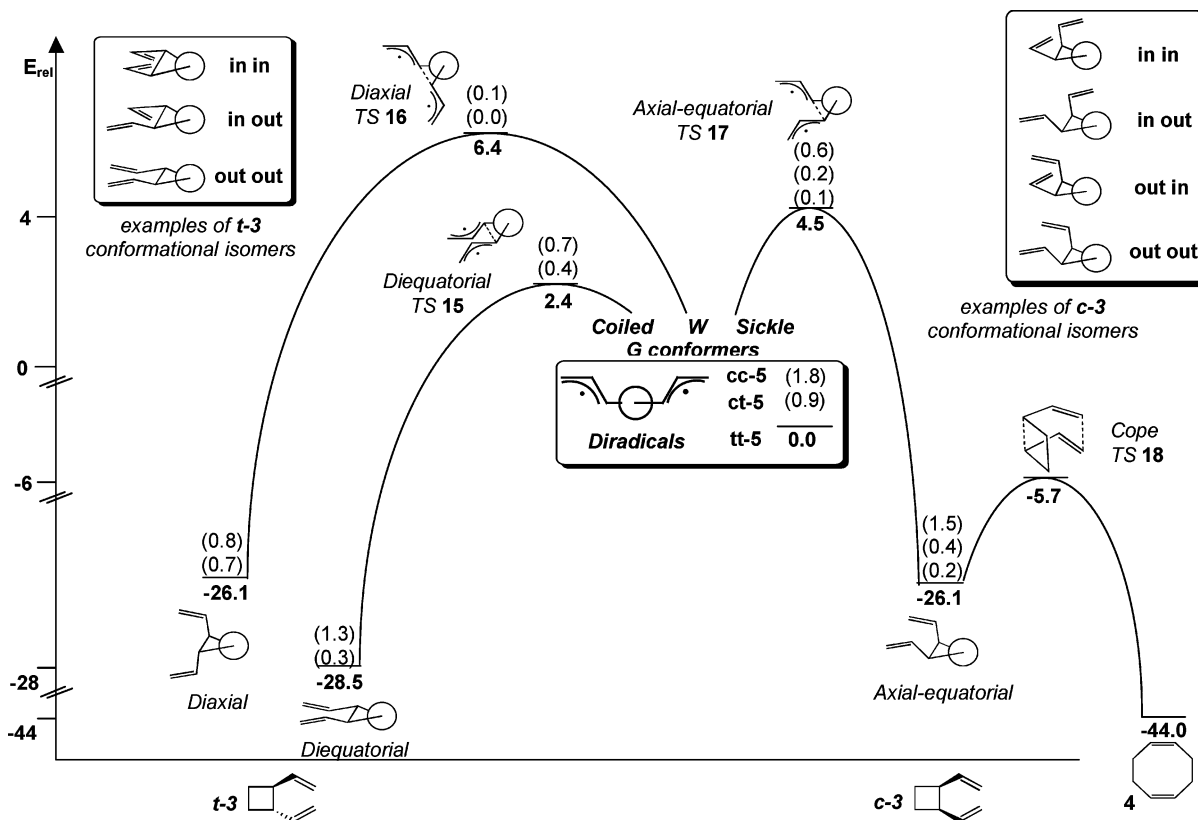 E_rel
in in
in out
out out
examples of t-3
conformational isomers
Diaxial
TS 16
(0.1)
(0.0)
6.4
Axial-equatorial
TS 17
(0.6)
(0.2)
(0.1)
4.5
in in
in out
out in
out out
examples of c-3
conformational isomers
4
Diequatorial
TS 15
(0.7)
(0.4)
2.4
Coiled W Sickle
G conformers
0
cc-5 (1.8)
ct-5 (0.9)
tt-5 0.0
Diradicals
Cope
TS 18
-5.7
-6
(0.8)
(0.7)
-26.1
Diaxial
(1.3)
(0.3)
-28.5
Diequatorial
(1.5)
(0.4)
(0.2)
-26.1
Axial-equatorial
-28
-44
-44.0
t-3
c-3
4